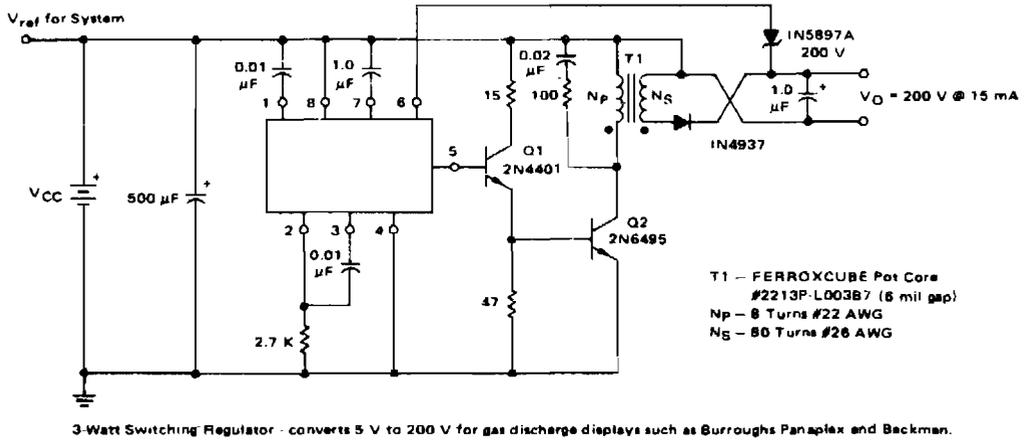 Vref for System
IN5897A
200 V
0.01
µF
1.0
µF
0.02
µF
T1
15
100
NP
NS
1.0
µF
+
VO = 200 V @ 15 mA
1
8
7
6
IN4937
5
Q1
2N4401
VCC
+
500 µF
+
2
3
4
0.01
µF
Q2
2N6495
47
2.7 K
T1 – FERROXCUBE Pot Core
#2213P-L003B7 (6 mil gap)
NP – 8 Turns #22 AWG
NS – 80 Turns #26 AWG
3-Watt Switching Regulator - converts 5 V to 200 V for gas discharge displays such as Burroughs Panaplex and Beckman.